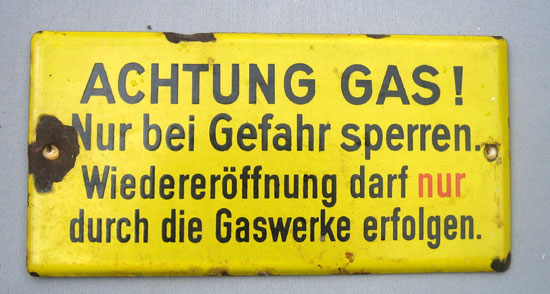 ACHTUNG GAS!
Nur bei Gefahr sperren.
Wiedereröffnung darf nur
durch die Gaswerke erfolgen.